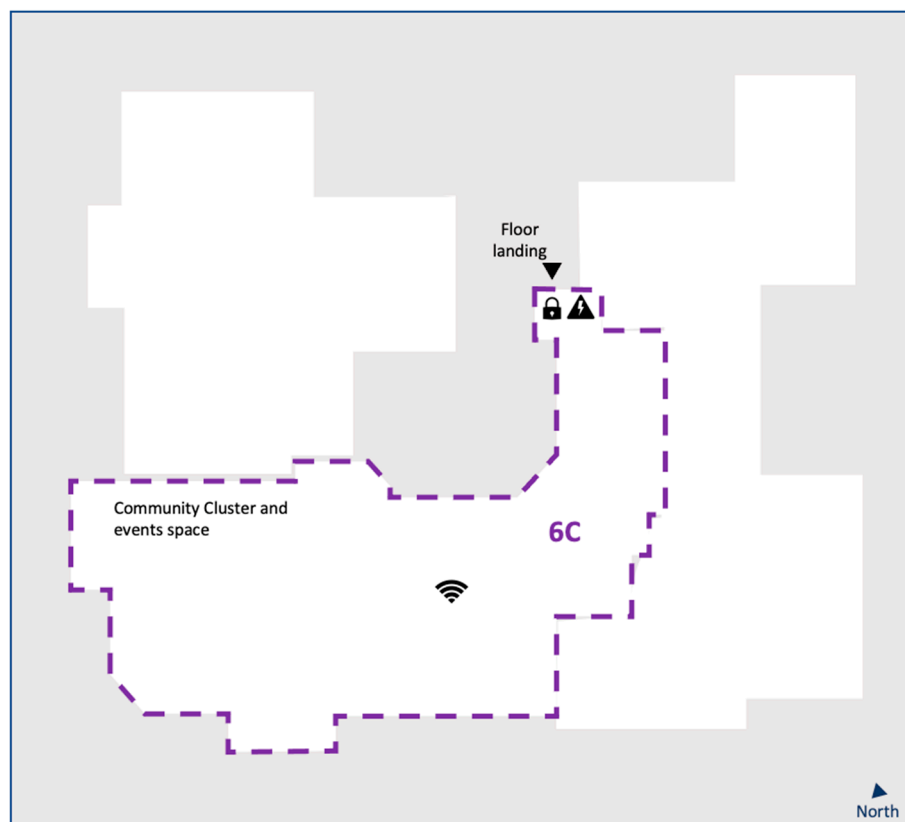 Floor
landing
Community Cluster and
events space
6C
North